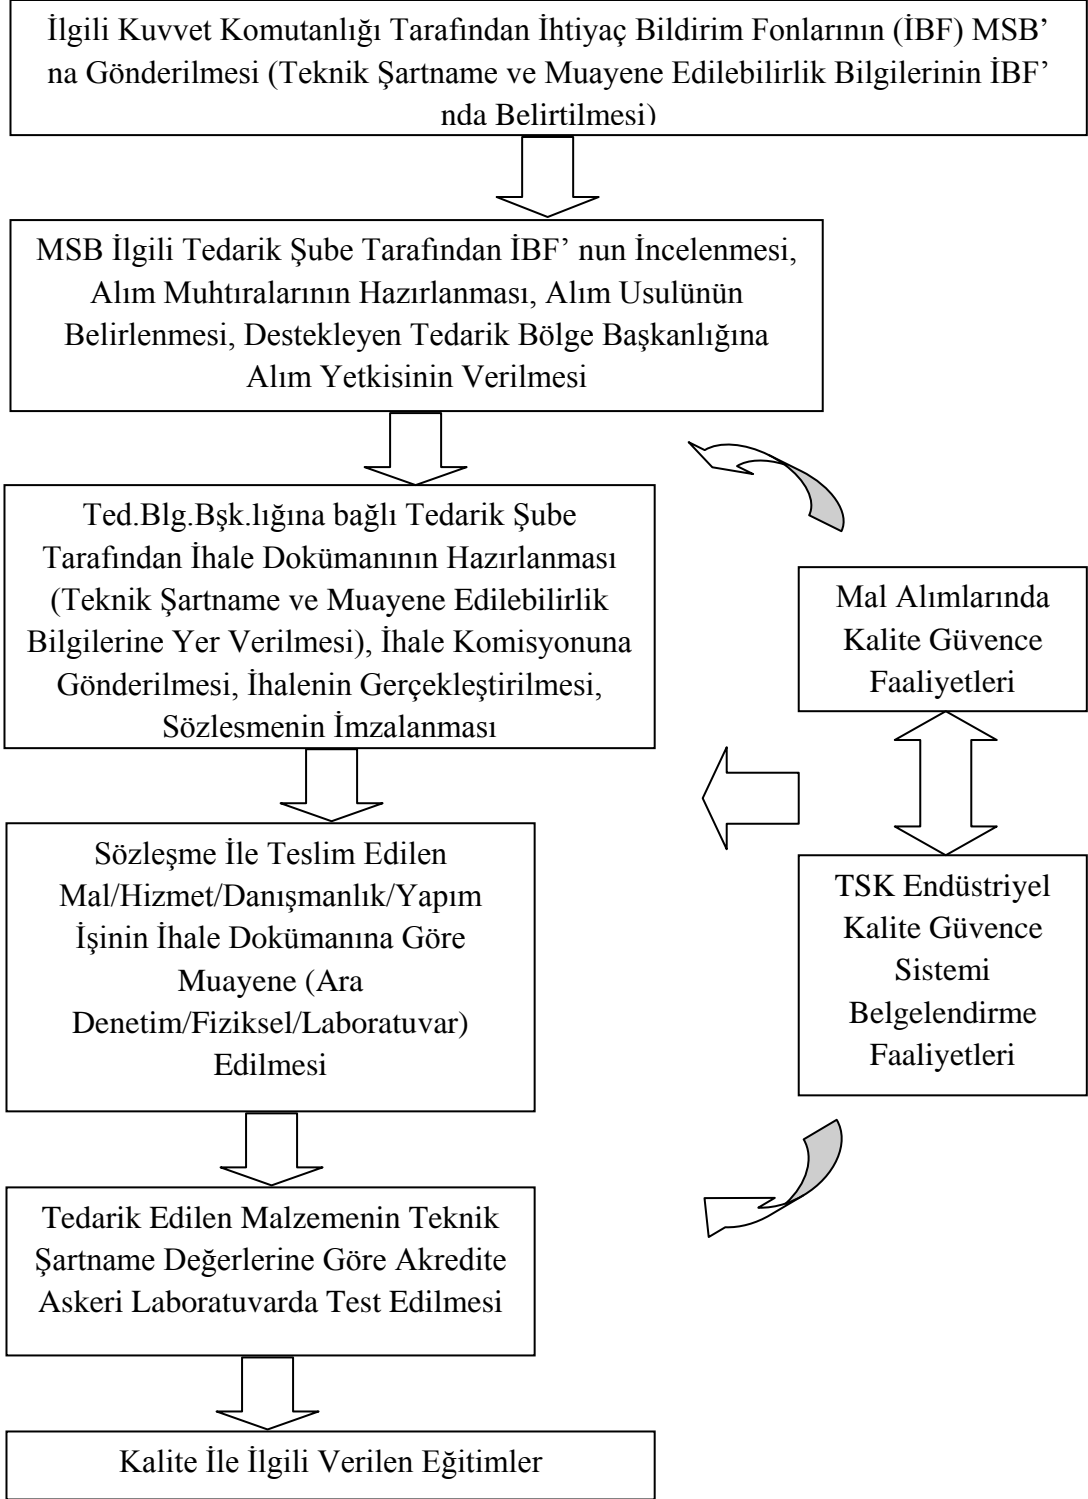 İlgili Kuvvet Komutanlığı Tarafından İhtiyaç Bildirim Fonlarının (İBF) MSB’
na Gönderilmesi (Teknik Şartname ve Muayene Edilebilirlik Bilgilerinin İBF’
nda Belirtilmesi)
MSB İlgili Tedarik Şube Tarafından İBF’ nun İncelenmesi,
Alım Muhtıralarının Hazırlanması, Alım Usulünün
Belirlenmesi, Destekleyen Tedarik Bölge Başkanlığına
Alım Yetkisinin Verilmesi
Ted.Blg.Bşk.lığına bağlı Tedarik Şube
Tarafından İhale Dokümanının Hazırlanması
(Teknik Şartname ve Muayene Edilebilirlik
Bilgilerine Yer Verilmesi), İhale Komisyonuna
Gönderilmesi, İhalenin Gerçekleştirilmesi,
Sözleşmenin İmzalanması
Mal Alımlarında
Kalite Güvence
Faaliyetleri
Sözleşme İle Teslim Edilen
Mal/Hizmet/Danışmanlık/Yapım
İşinin İhale Dokümanına Göre
Muayene (Ara
Denetim/Fiziksel/Laboratuvar)
Edilmesi
TSK Endüstriyel
Kalite Güvence
Sistemi
Belgelendirme
Faaliyetleri
Tedarik Edilen Malzemenin Teknik
Şartname Değerlerine Göre Akredite
Askeri Laboratuvarda Test Edilmesi
Kalite İle İlgili Verilen Eğitimler